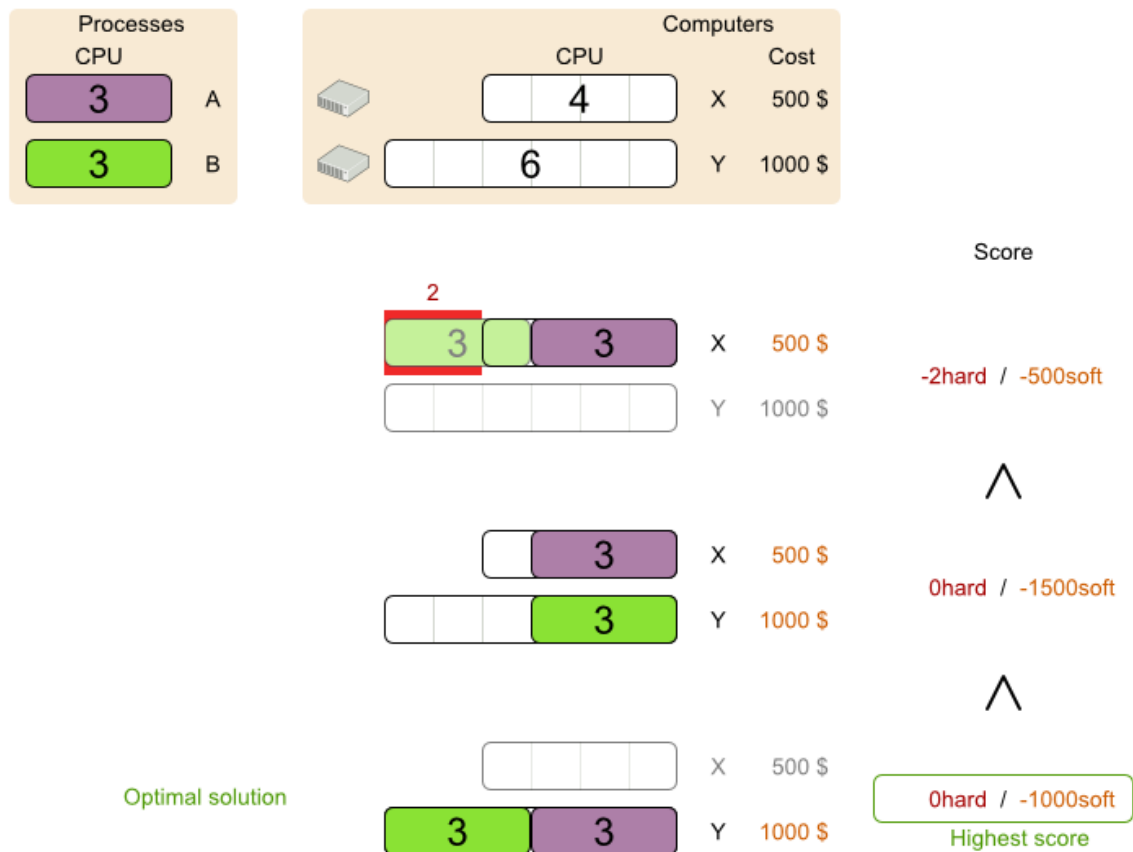 Processes
Computers
CPU
CPU Cost
3 A
4 X 500 $
3 B
6 Y 1000 $
Score
2
3 3 X 500 $
-2hard / -500soft
Y 1000 $
3 X 500 $
0hard / -1500soft
3 Y 1000 $
X 500 $
Optimal solution
0hard / -1000soft
3 3 Y 1000 $
Highest score